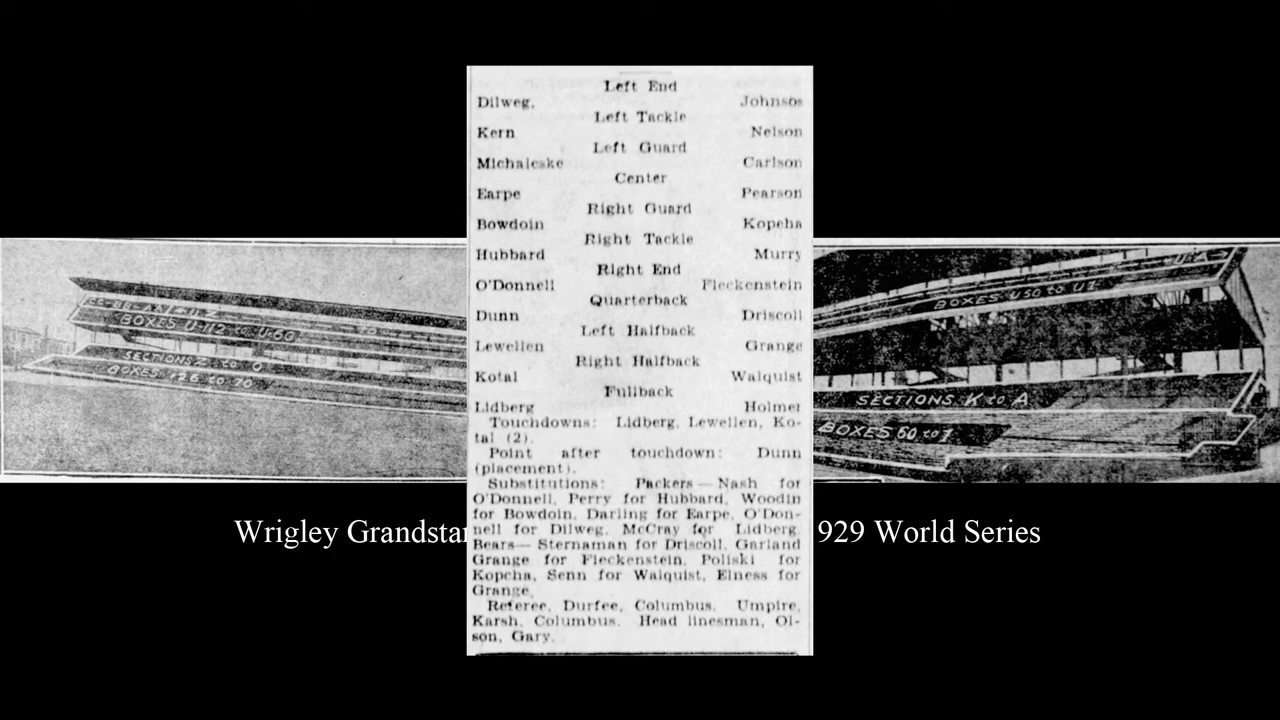 Left End
Dilweg, Johnsos
Left Tackle
Kern Nelson
Left Guard
Michaleske Carlson
Center
Earpe Pearson
Right Guard
Bowdoin Kopcha
Right Tackle
Hubbard Murry
Right End
O'Donnell Fleckenstein
Quarterback
Dunn Driscoll
Left Halfback
Lewellen Grange
Right Halfback
Kotal Walquist
Fullback
Lidberg Holmer
Touchdowns: Lidberg, Lewellen, Ko-
tal (2).
Point after touchdown: Dunn
(placement).
Substitutions: Packers — Nash for
O'Donnell, Perry for Hubbard, Woodin
for Bowdoin, Darling for Earpe, O'Don-
nell for Dilweg, McCray for Lidberg.
Bears— Sternaman for Driscoll, Garland
Grange for Fleckenstein, Poliski for
Kopcha, Senn for Walquist, Elness for
Grange.
Referee, Durfee, Columbus. Umpire,
Karsh, Columbus. Head linesman, Ol-
son, Gary.
BOXES U-112 to U-60
SECTIONS Z to O
BOXES 126 to 70
BOXES U50 to U1
SECTIONS K to A
BOXES 60 to 1
Wrigley Grandstan 929 World Series